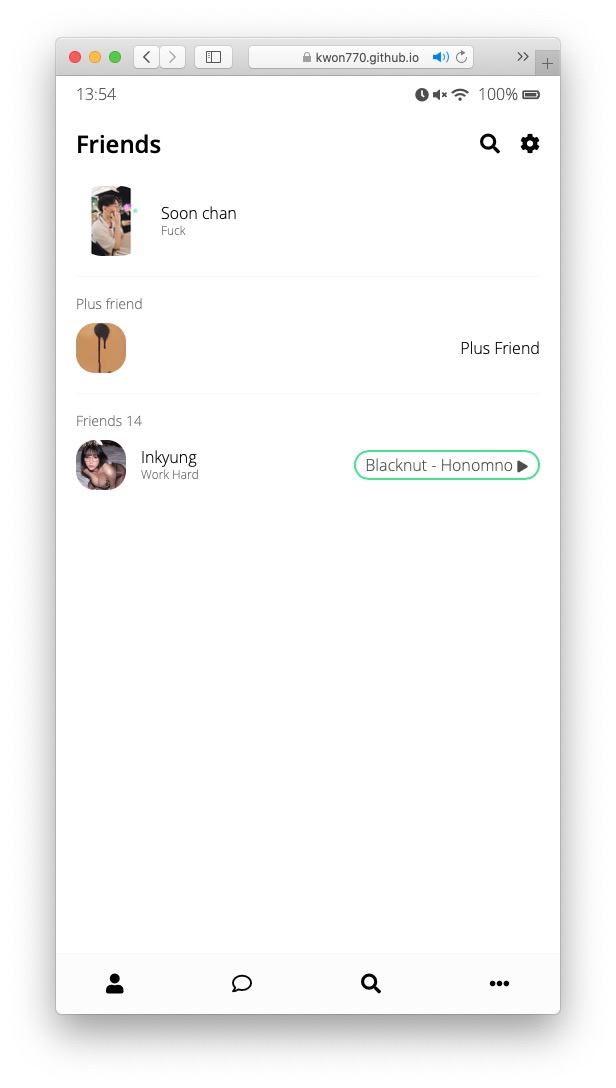 kwon770.github.io
13:54
100%
Friends
Soon chan
Fuck
Plus friend
Plus Friend
Friends 14
Inkyung
Work Hard
Blacknut - Honomno